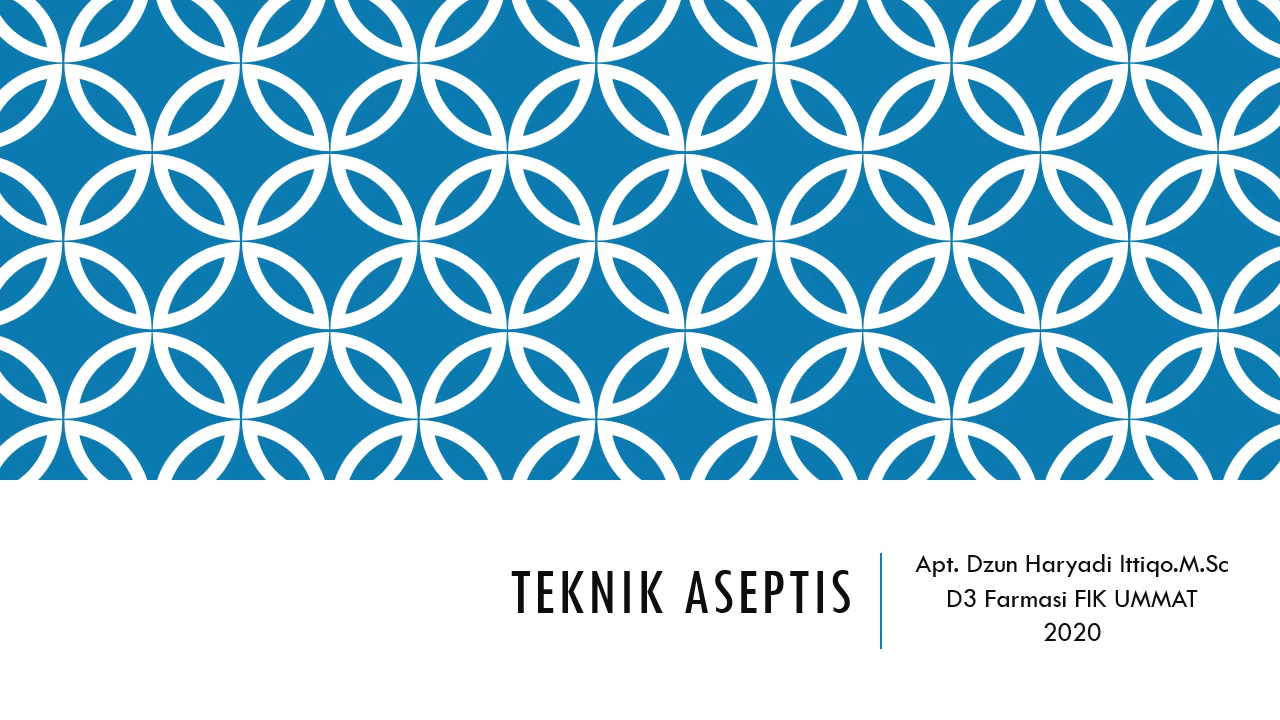 TEKNIK ASEPTIS
Apt. Dzun Haryadi Ittiqo.M.Sc
D3 Farmasi FIK UMMAT
2020